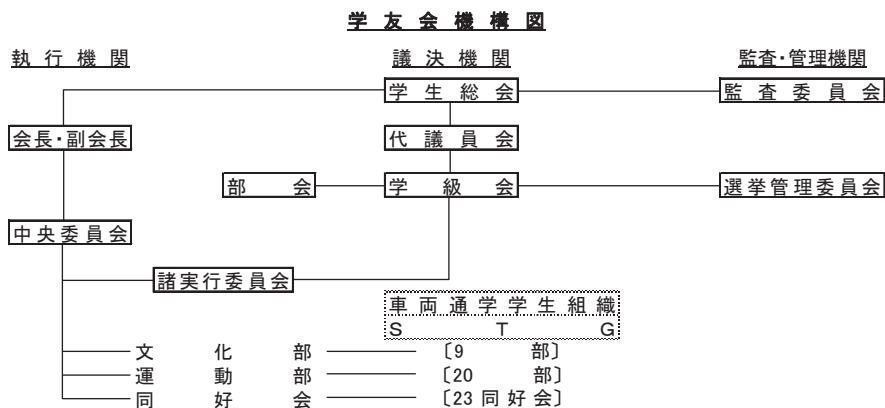 学友会機構図
執行機関 議決機関 監査・管理機関
学生総会 監査委員会
会長・副会長 代議員会
部会 学級会 選挙管理委員会
中央委員会
諸実行委員会
車両通学学生組織
STG
文化部 〔9 部〕
運動部 〔20 部〕
同好会 〔23 同好会〕